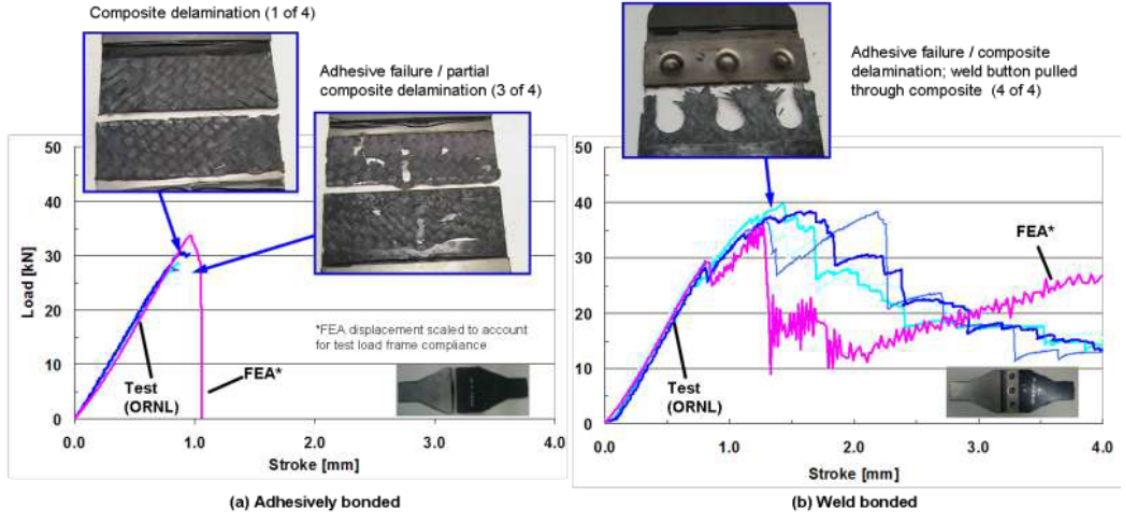 Composite delamination (1 of 4)
Adhesive failure / partial
composite delamination (3 of 4)
Adhesive failure / composite
delamination; weld button pulled
through composite (4 of 4)
50
40
30
20
10
0
Load [kN]
0.0
1.0
2.0
3.0
4.0
Stroke [mm]
Test
(ORNL)
FEA*
*FEA displacement scaled to account
for test load frame compliance
(a) Adhesively bonded
50
40
30
20
10
0
0.0
1.0
2.0
3.0
4.0
Stroke [mm]
Test
(ORNL)
FEA*
(b) Weld bonded